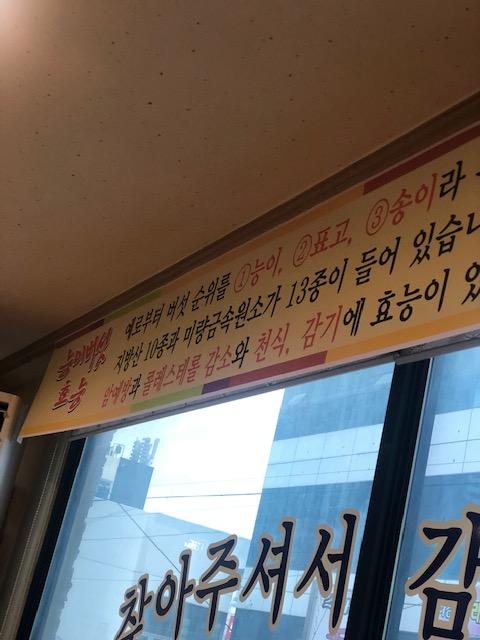 능이버섯
효능
예로부터 버섯 순위를 ①능이, ②표고, ③송이라
지방산 10종과 미량금속원소가 13종이 들어 있습니
암예방과 콜레스테롤 감소와 천식, 감기에 효능이 있
찾아주셔서 감